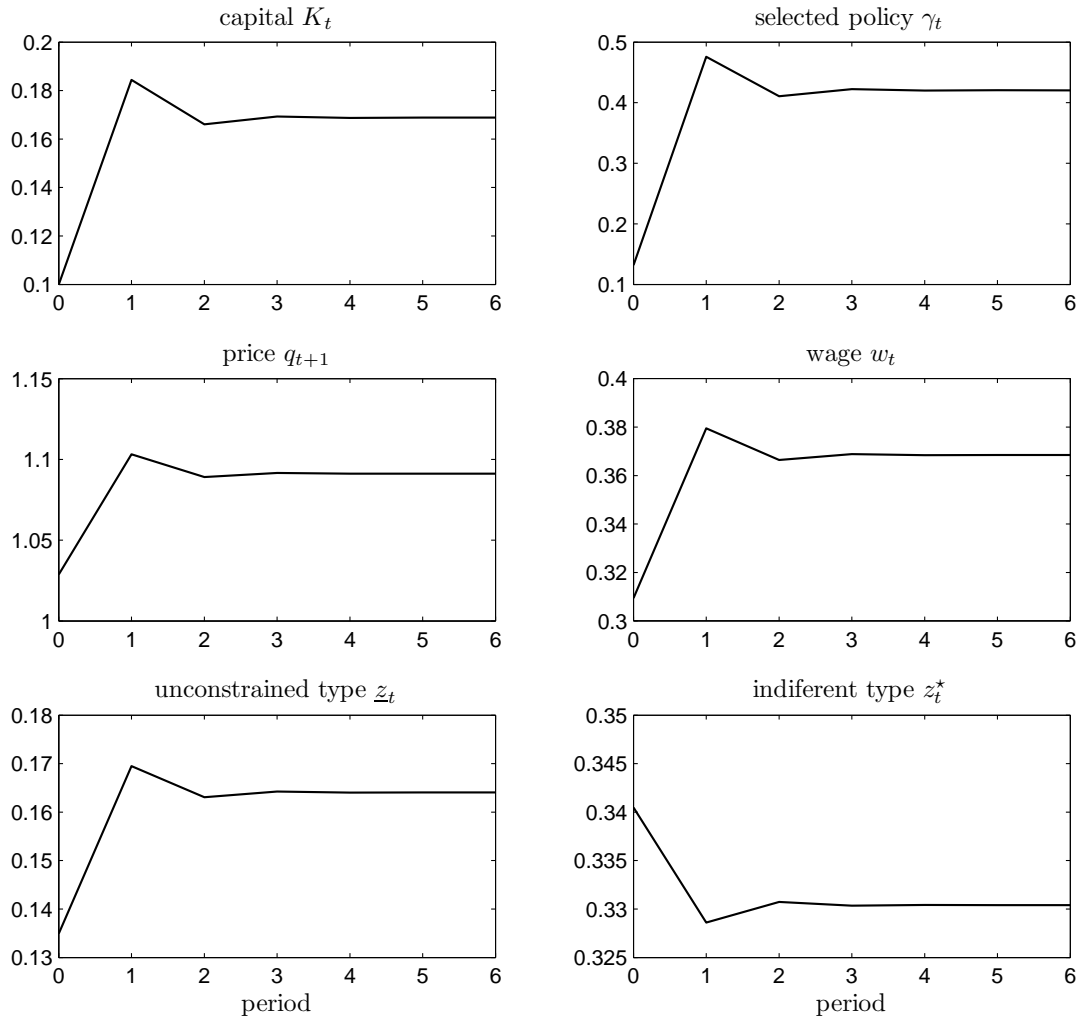 capital Kₜ
selected policy γₜ
0.2
0.18
0.16
0.14
0.12
0.1
0 1 2 3 4 5 6
0.5
0.4
0.3
0.2
0.1
0 1 2 3 4 5 6
price qₜ₊₁
wage wₜ
1.15
1.1
1.05
1
0 1 2 3 4 5 6
0.4
0.38
0.36
0.34
0.32
0.3
0 1 2 3 4 5 6
unconstrained type z̲ₜ
indiferent type z⋆ₜ
0.18
0.17
0.16
0.15
0.14
0.13
0 1 2 3 4 5 6
period
0.35
0.345
0.34
0.335
0.33
0.325
0 1 2 3 4 5 6
period